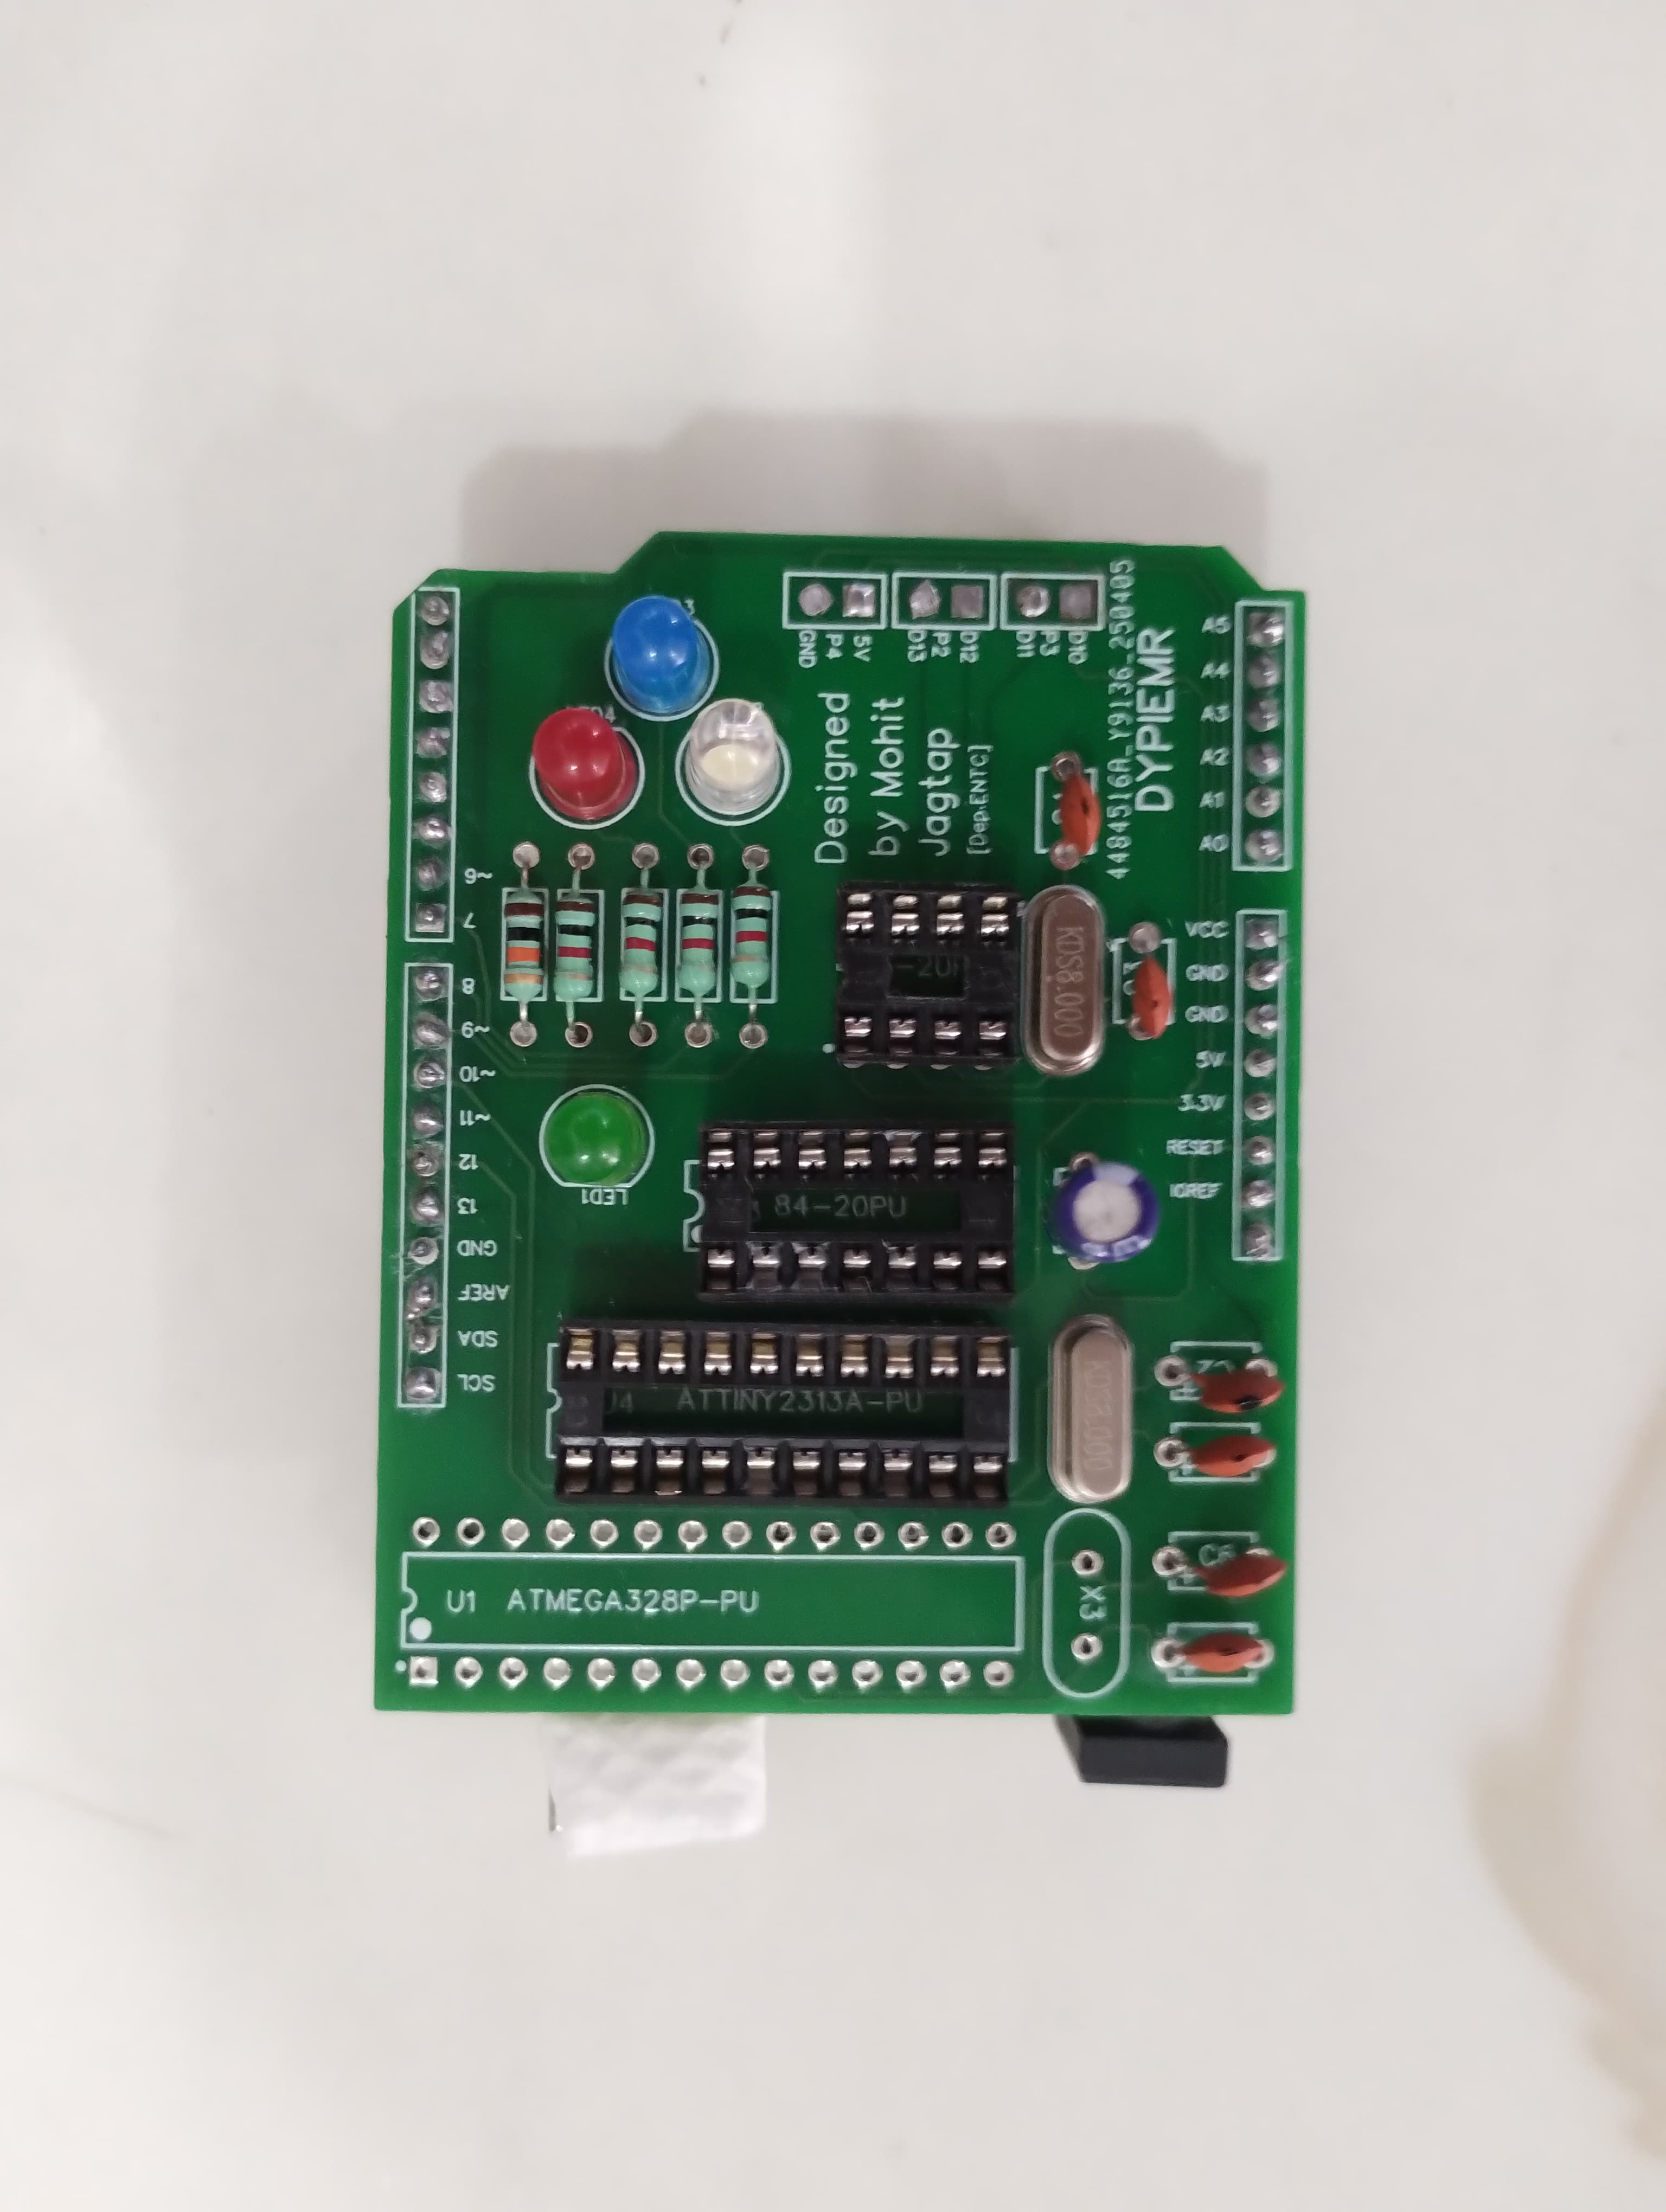 SCL
SDA
AREF
GND
13
12
~11
~10
~9
8
7
~6
U1 ATMEGA328P-PU
U4 ATTINY2313A-PU
84-20PU
LED1
Designed
by Mohit
Jagtap
[Dep.ENTC]
GND
P4
5V
D13
P2
D12
D11
P3
D10
X3
KDS8.000
KDS8.000
4484516A_Y9136_250405
DYPIEMR
IOREF
RESET
3.3V
5V
GND
GND
VCC
A0
A1
A2
A3
A4
A5